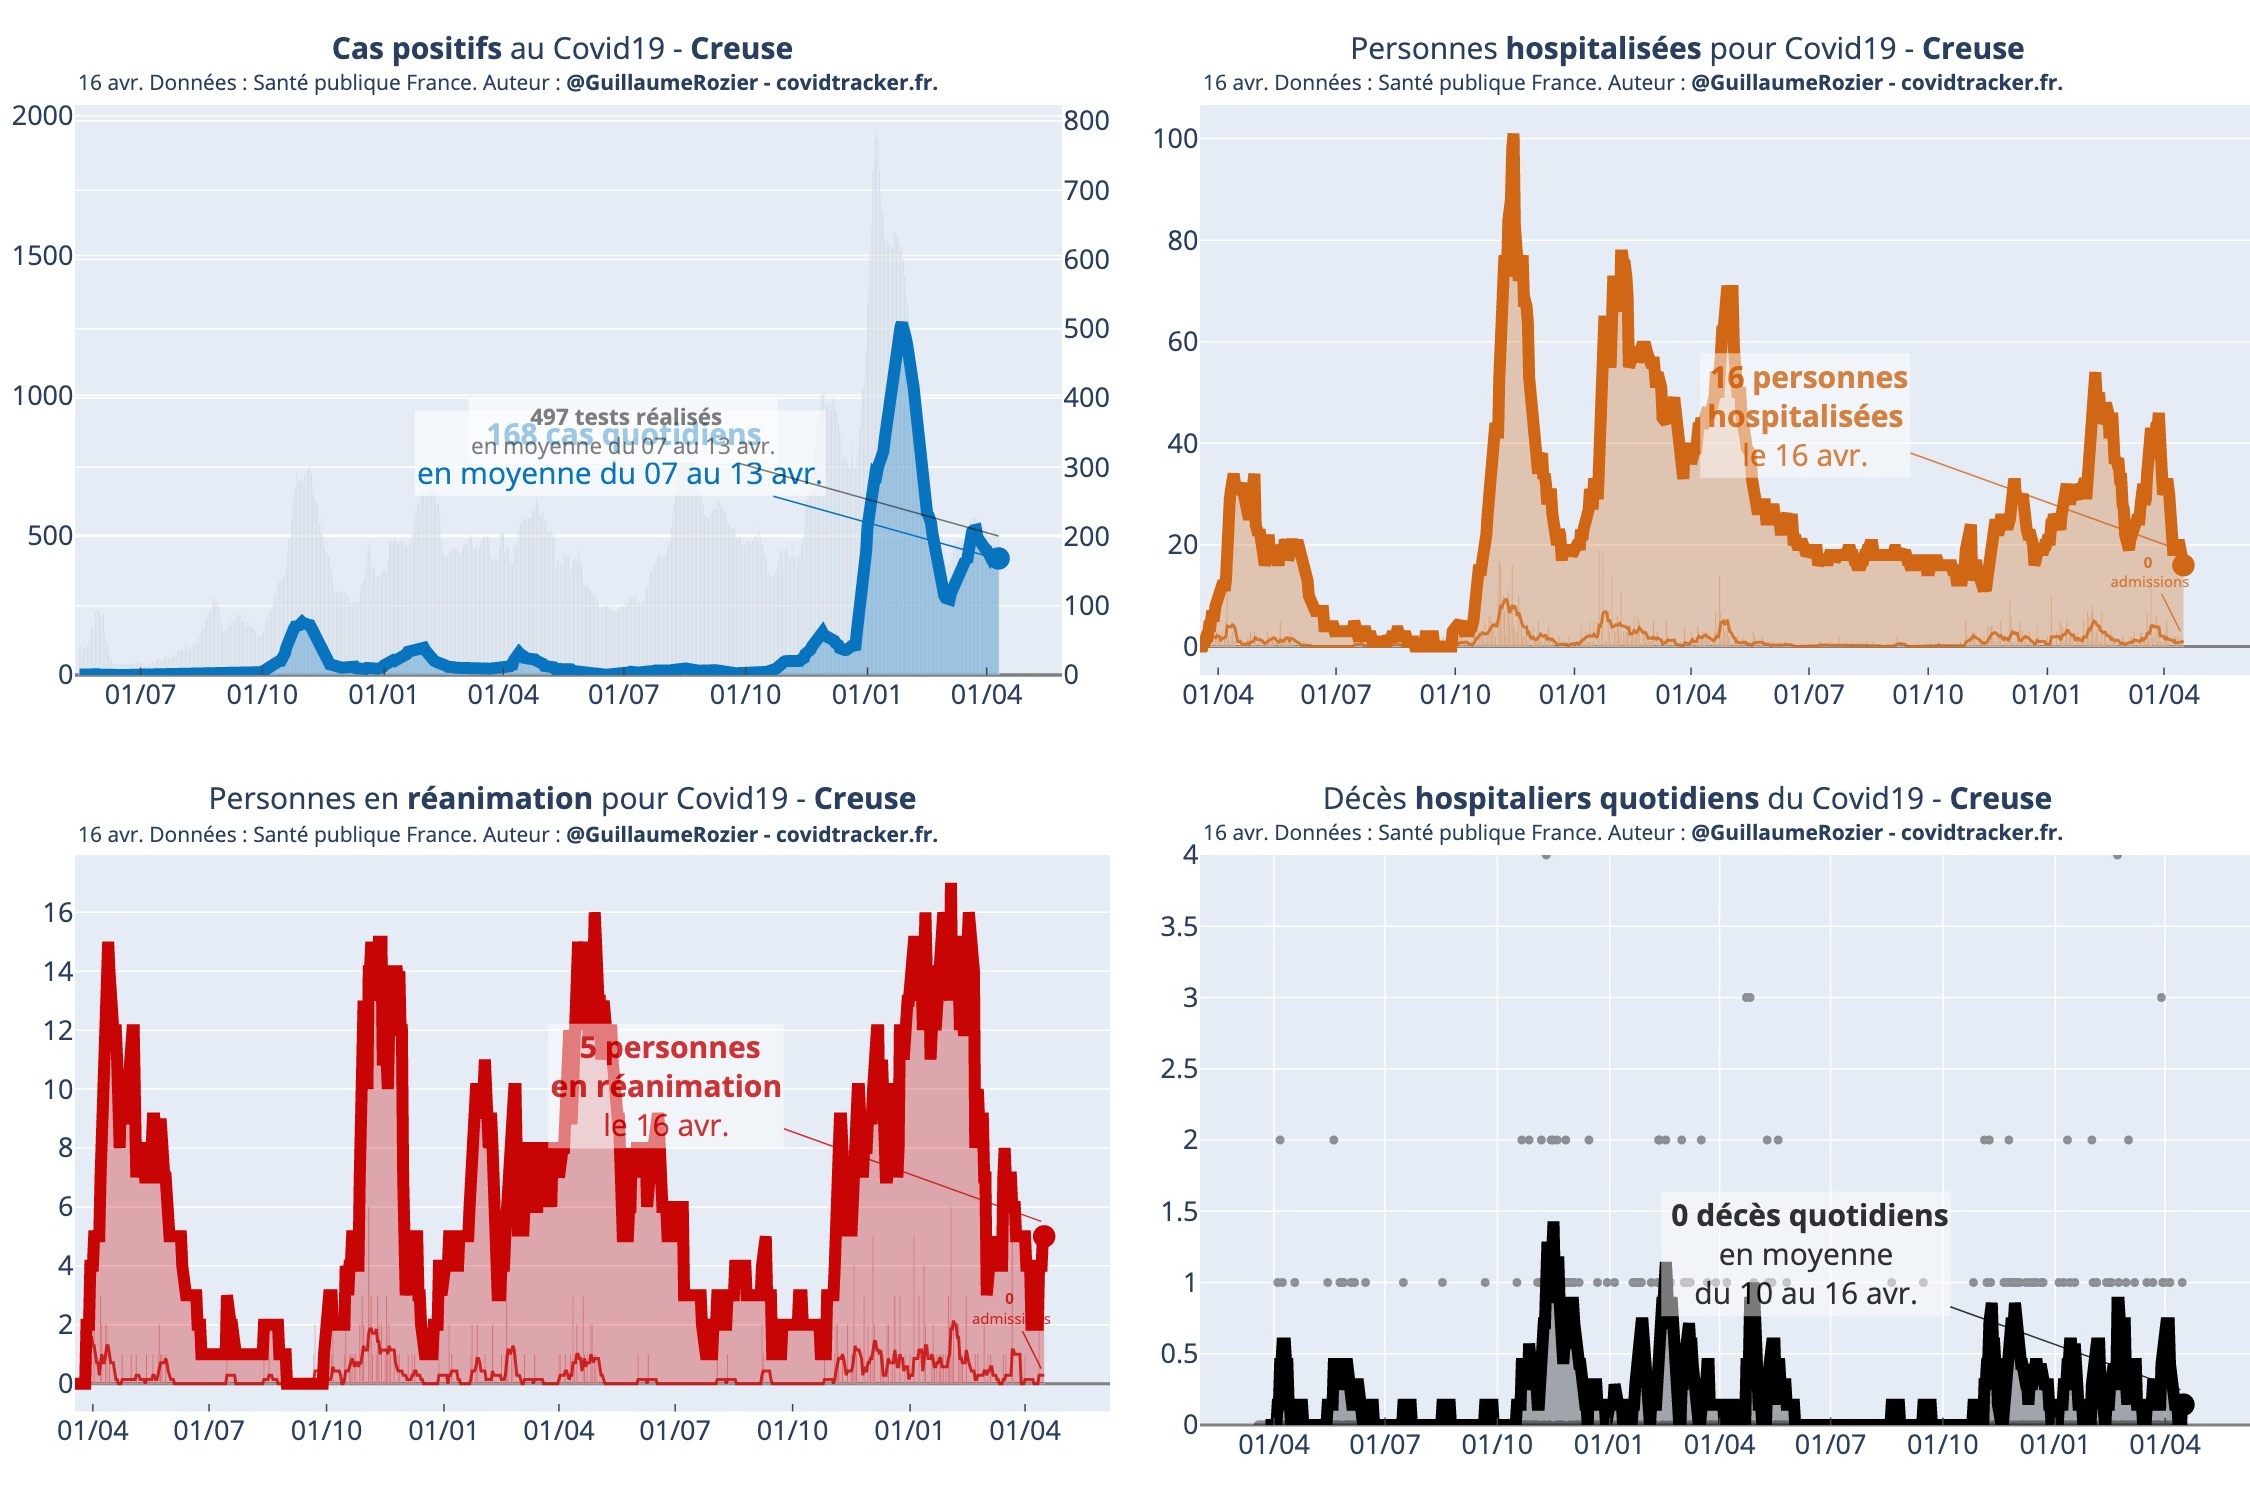 Cas positifs au Covid19 - Creuse
16 avr. Données : Santé publique France. Auteur : @GuillaumeRozier - covidtracker.fr.
2000
1500
1000
500
0
800
700
600
500
400
300
200
100
0
497 tests réalisés
168 cas quotidiens
en moyenne du 07 au 13 avr.
en moyenne du 07 au 13 avr.
01/07 01/10 01/01 01/04 01/07 01/10 01/01 01/04
Personnes hospitalisées pour Covid19 - Creuse
16 avr. Données : Santé publique France. Auteur : @GuillaumeRozier - covidtracker.fr.
100
80
60
40
20
0
16 personnes
hospitalisées
le 16 avr.
0
admissions
01/04 01/07 01/10 01/01 01/04 01/07 01/10 01/01 01/04
Personnes en réanimation pour Covid19 - Creuse
16 avr. Données : Santé publique France. Auteur : @GuillaumeRozier - covidtracker.fr.
16
14
12
10
8
6
4
2
0
5 personnes
en réanimation
le 16 avr.
0
admissions
01/04 01/07 01/10 01/01 01/04 01/07 01/10 01/01 01/04
Décès hospitaliers quotidiens du Covid19 - Creuse
16 avr. Données : Santé publique France. Auteur : @GuillaumeRozier - covidtracker.fr.
4
3.5
3
2.5
2
1.5
1
0.5
0
0 décès quotidiens
en moyenne
du 10 au 16 avr.
01/04 01/07 01/10 01/01 01/04 01/07 01/10 01/01 01/04